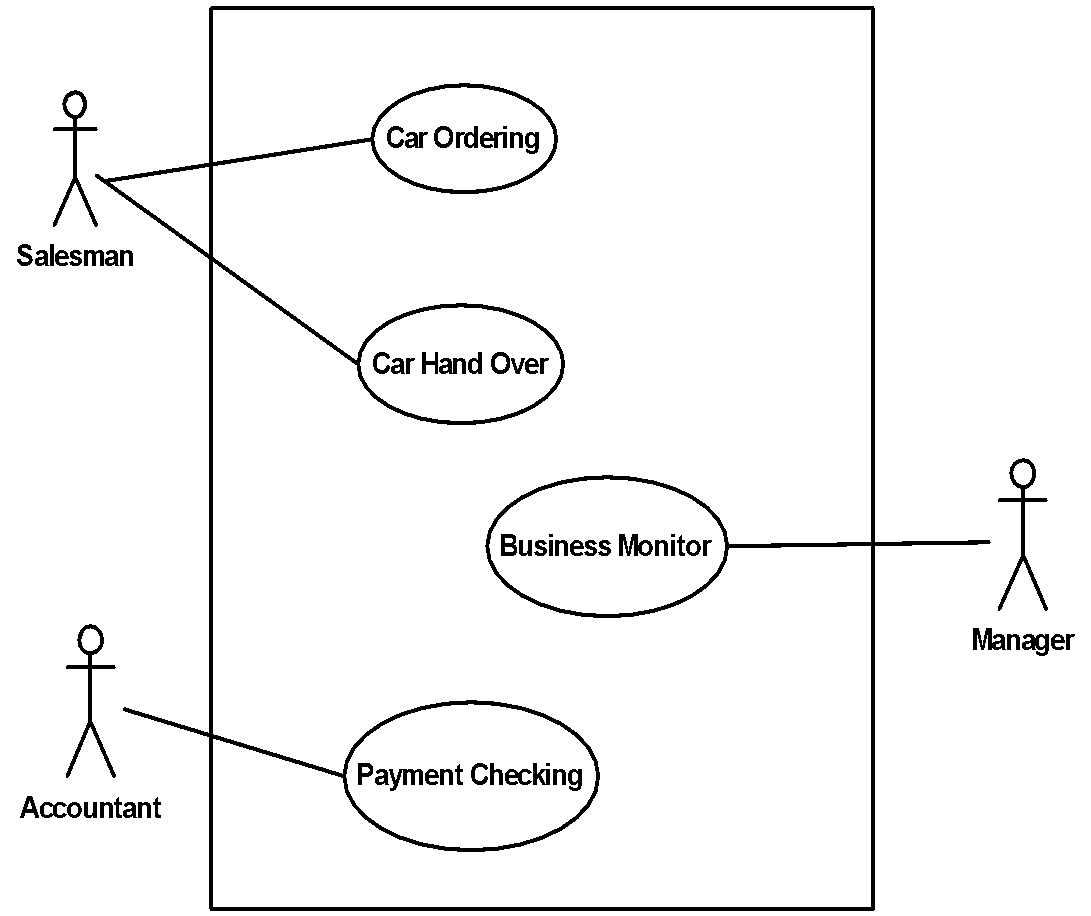 Car Ordering
Salesman
Car Hand Over
Business Monitor
Manager
Payment Checking
Accountant